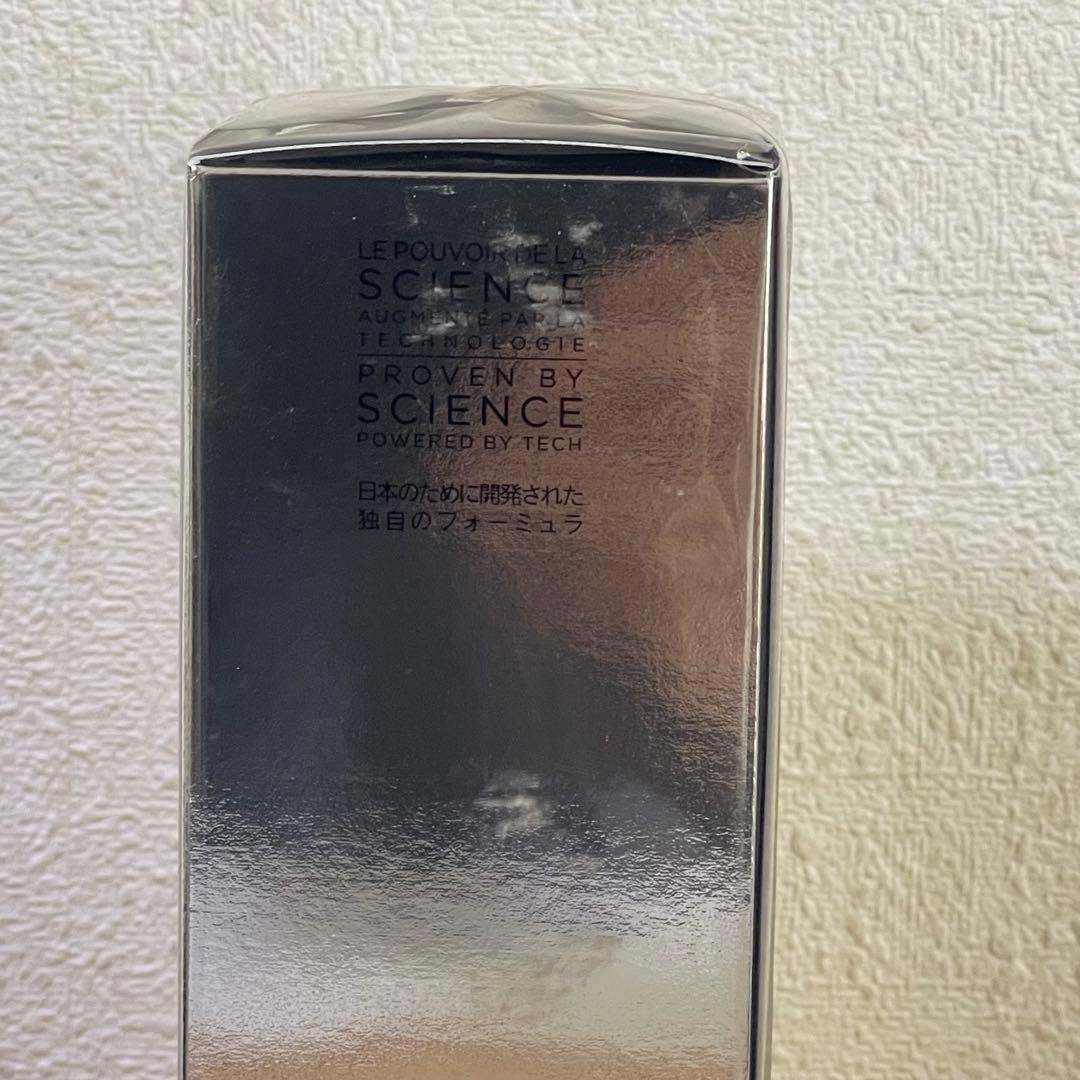 LE POUVOIR DE LA
SCIENCE
AUGMENTÉ PAR LA
TECHNOLOGIE
PROVEN BY
SCIENCE
POWERED BY TECH
日本のために開発された
独自のフォーミュラ